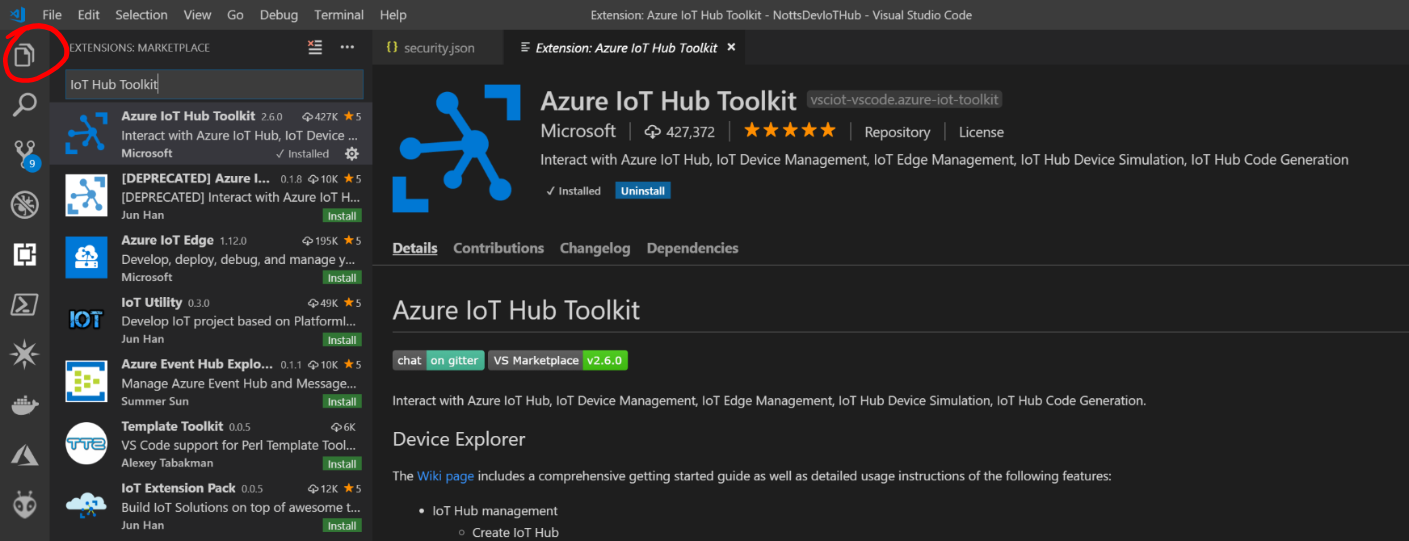 File Edit Selection View Go Debug Terminal Help
Extension: Azure IoT Hub Toolkit - NottsDevIoTHub - Visual Studio Code
EXTENSIONS: MARKETPLACE
IoT Hub Toolkit
Azure IoT Hub Toolkit 2.6.0 427K ★5
Interact with Azure IoT Hub, IoT Device ...
Microsoft ✓ Installed
[DEPRECATED] Azure I... 0.1.8 10K ★5
[DEPRECATED] Interact with Azure IoT H...
Jun Han Install
Azure IoT Edge 1.12.0 195K ★5
Develop, deploy, debug, and manage y...
Microsoft Install
IOT
IoT Utility 0.3.0 49K ★5
Develop IoT project based on PlatformI...
Jun Han Install
Azure Event Hub Explo... 0.1.1 10K ★5
Manage Azure Event Hub and Message...
Summer Sun Install
TT2
Template Toolkit 0.0.5 6K
VS Code support for Perl Template Tool...
Alexey Tabakman Install
IoT Extension Pack 0.0.5 12K ★5
Build IoT Solutions on top of awesome t...
Jun Han Install
9
{} security.json
Extension: Azure IoT Hub Toolkit ×
Azure IoT Hub Toolkit vsciot-vscode.azure-iot-toolkit
Microsoft | 427,372 | ★★★★★ | Repository | License
Interact with Azure IoT Hub, IoT Device Management, IoT Edge Management, IoT Hub Device Simulation, IoT Hub Code Generation
✓ Installed Uninstall
Details Contributions Changelog Dependencies
Azure IoT Hub Toolkit
chat on gitter VS Marketplace v2.6.0
Interact with Azure IoT Hub, IoT Device Management, IoT Edge Management, IoT Hub Device Simulation, IoT Hub Code Generation.
Device Explorer
The Wiki page includes a comprehensive getting started guide as well as detailed usage instructions of the following features:
• IoT Hub management
○ Create IoT Hub